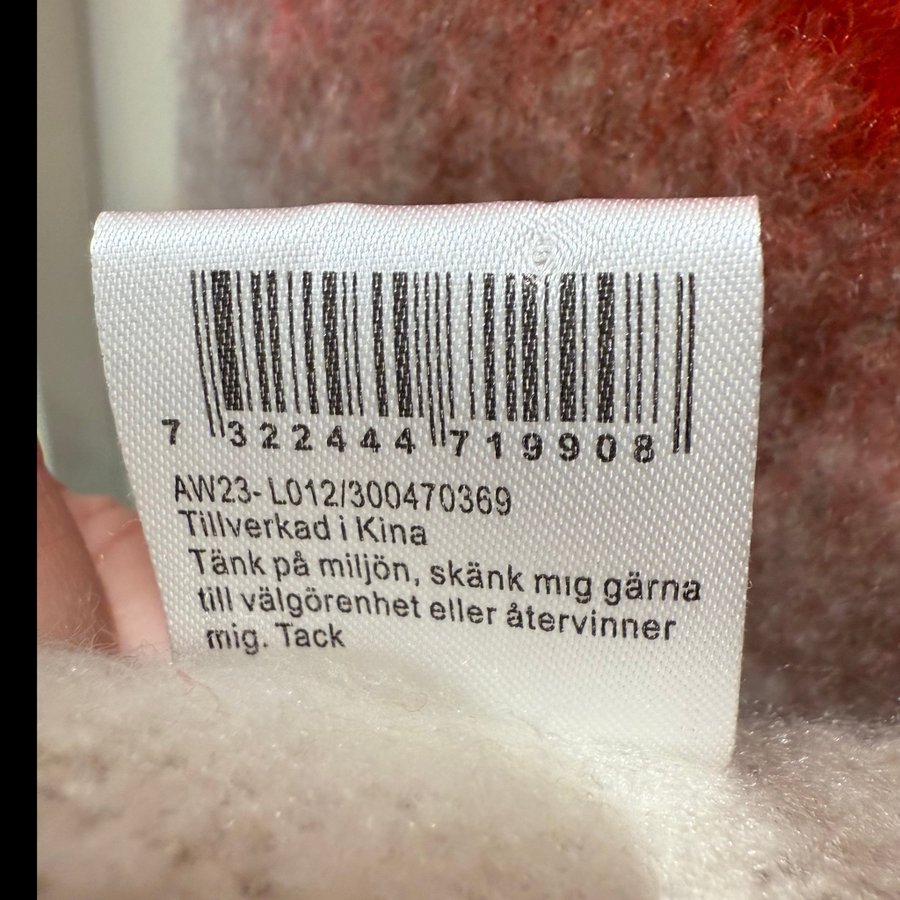 7 322444 719908
AW23- L012/300470369
Tillverkad i Kina
Tänk på miljön, skänk mig gärna
till välgörenhet eller återvinner
mig. Tack